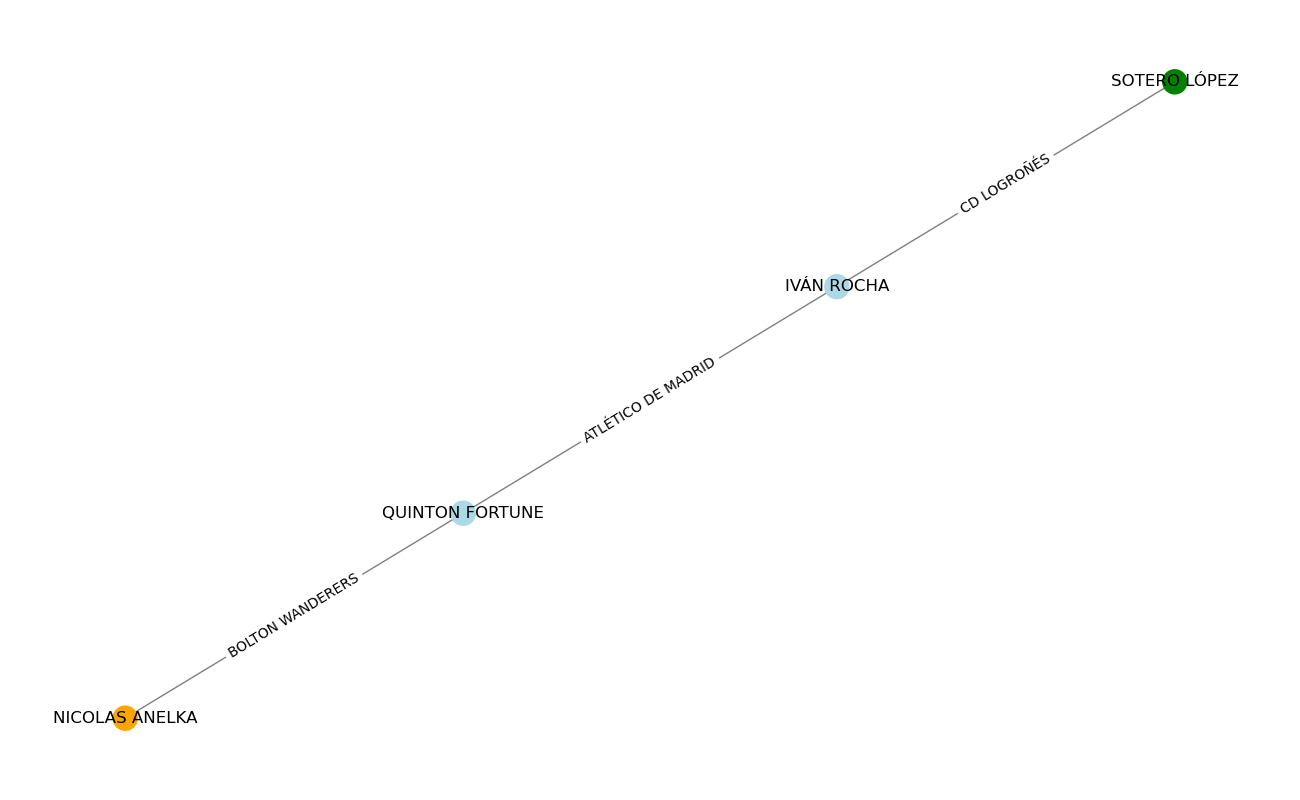 SOTERO LÓPEZ
CD LOGROÑÉS
IVÁN ROCHA
ATLÉTICO DE MADRID
QUINTON FORTUNE
BOLTON WANDERERS
NICOLAS ANELKA